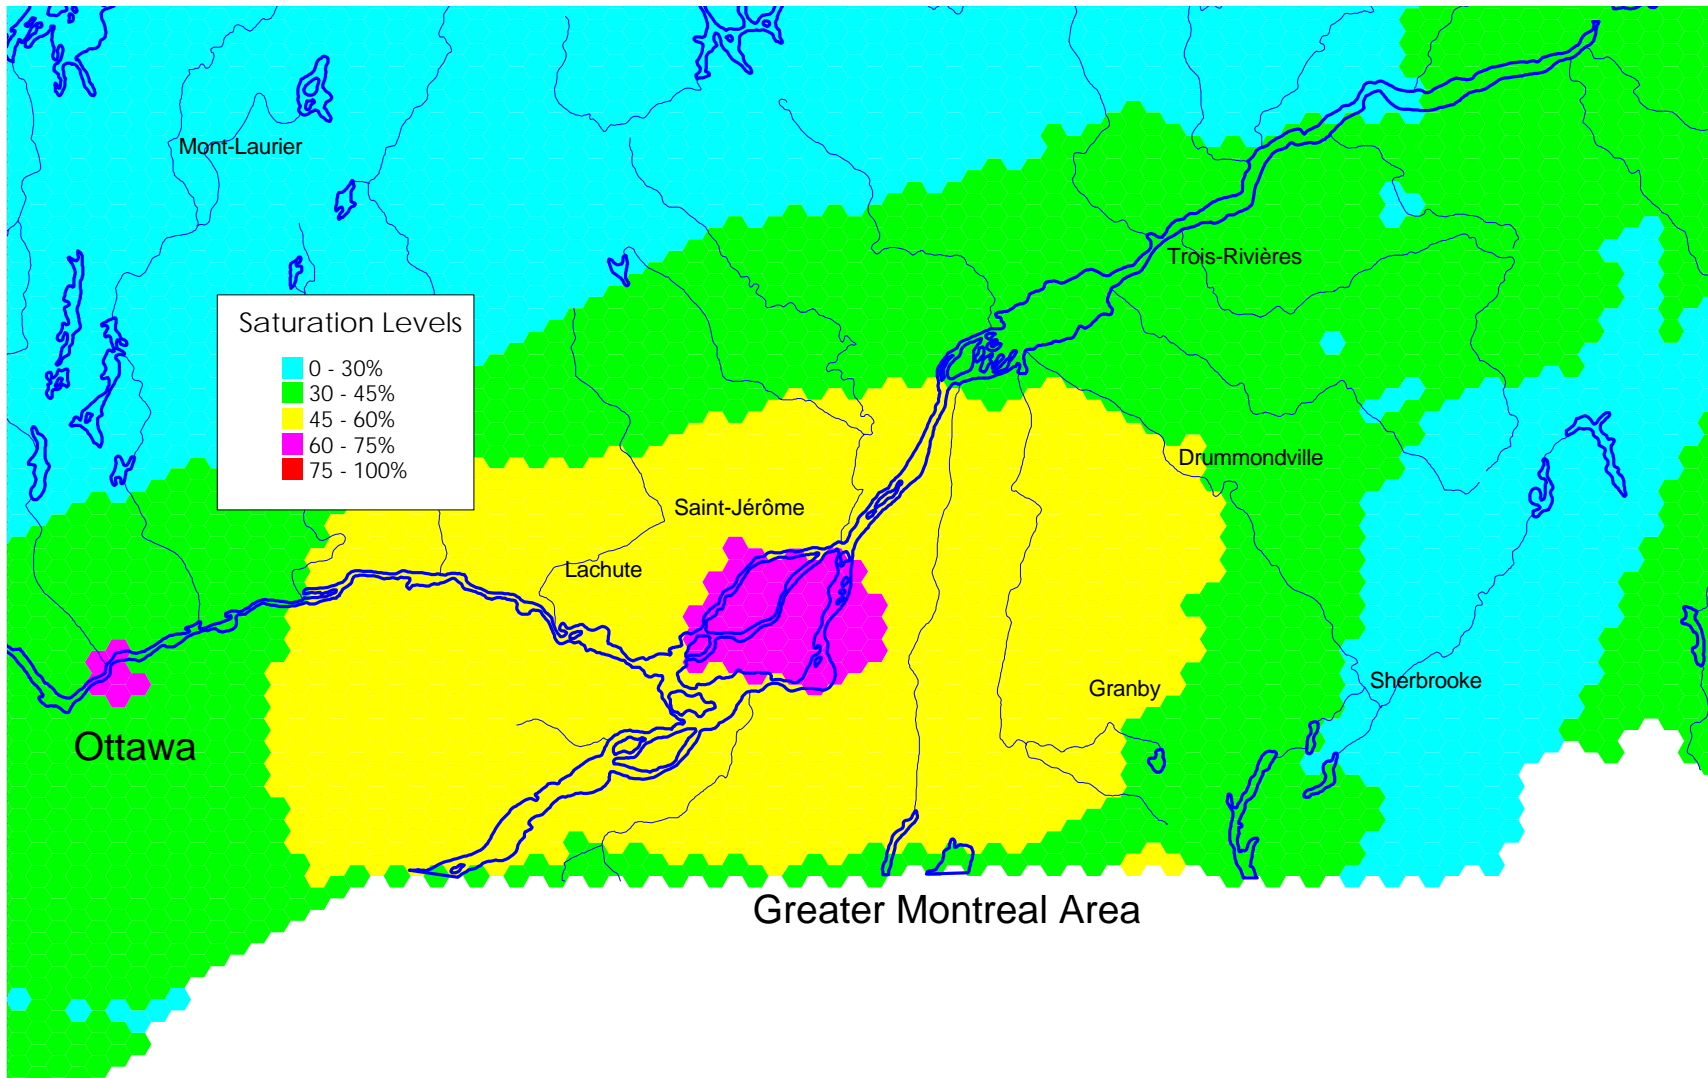 Mont-Laurier
Trois-Rivières
Saturation Levels
0 - 30%
30 - 45%
45 - 60%
60 - 75%
75 - 100%
Drummondville
Saint-Jérôme
Lachute
Sherbrooke
Granby
Ottawa
Greater Montreal Area